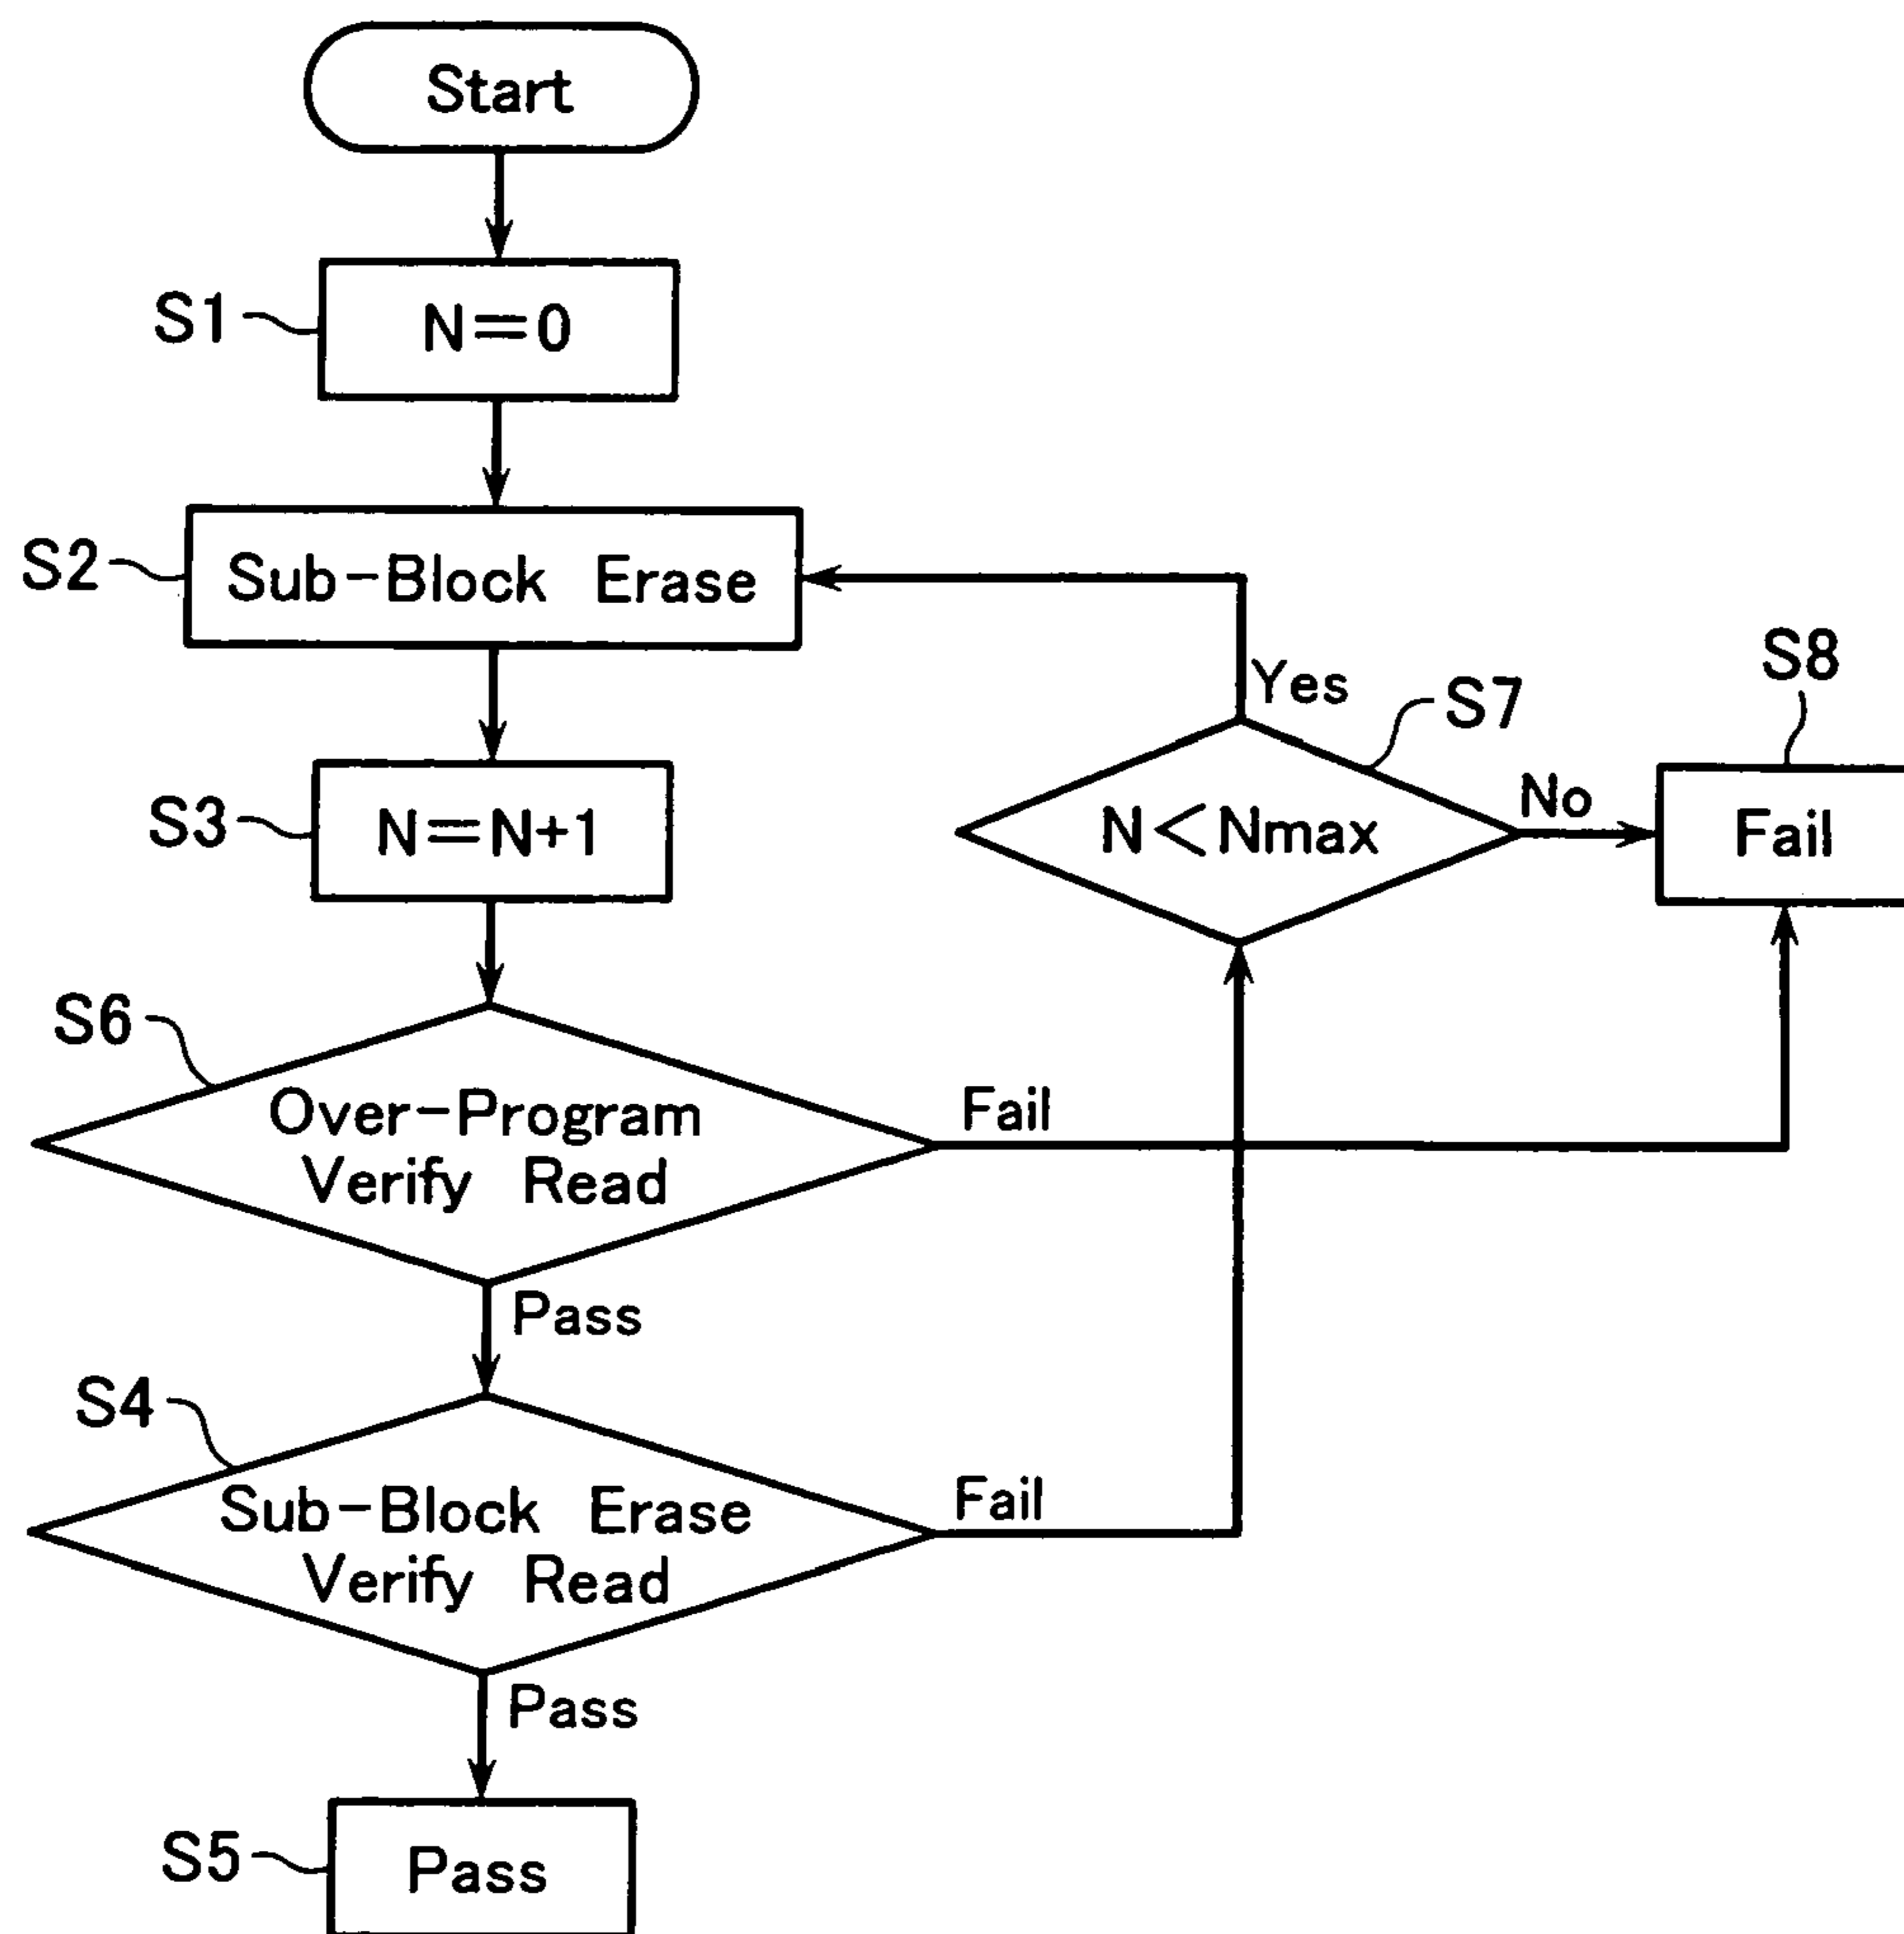 Start
S1
N=0
S2
Sub-Block Erase
Yes
S7
S8
S3
N=N+1
N<Nmax
No
Fail
S6
Over-Program
Verify Read
Fail
Pass
S4
Sub-Block Erase
Verify Read
Fail
Pass
S5
Pass